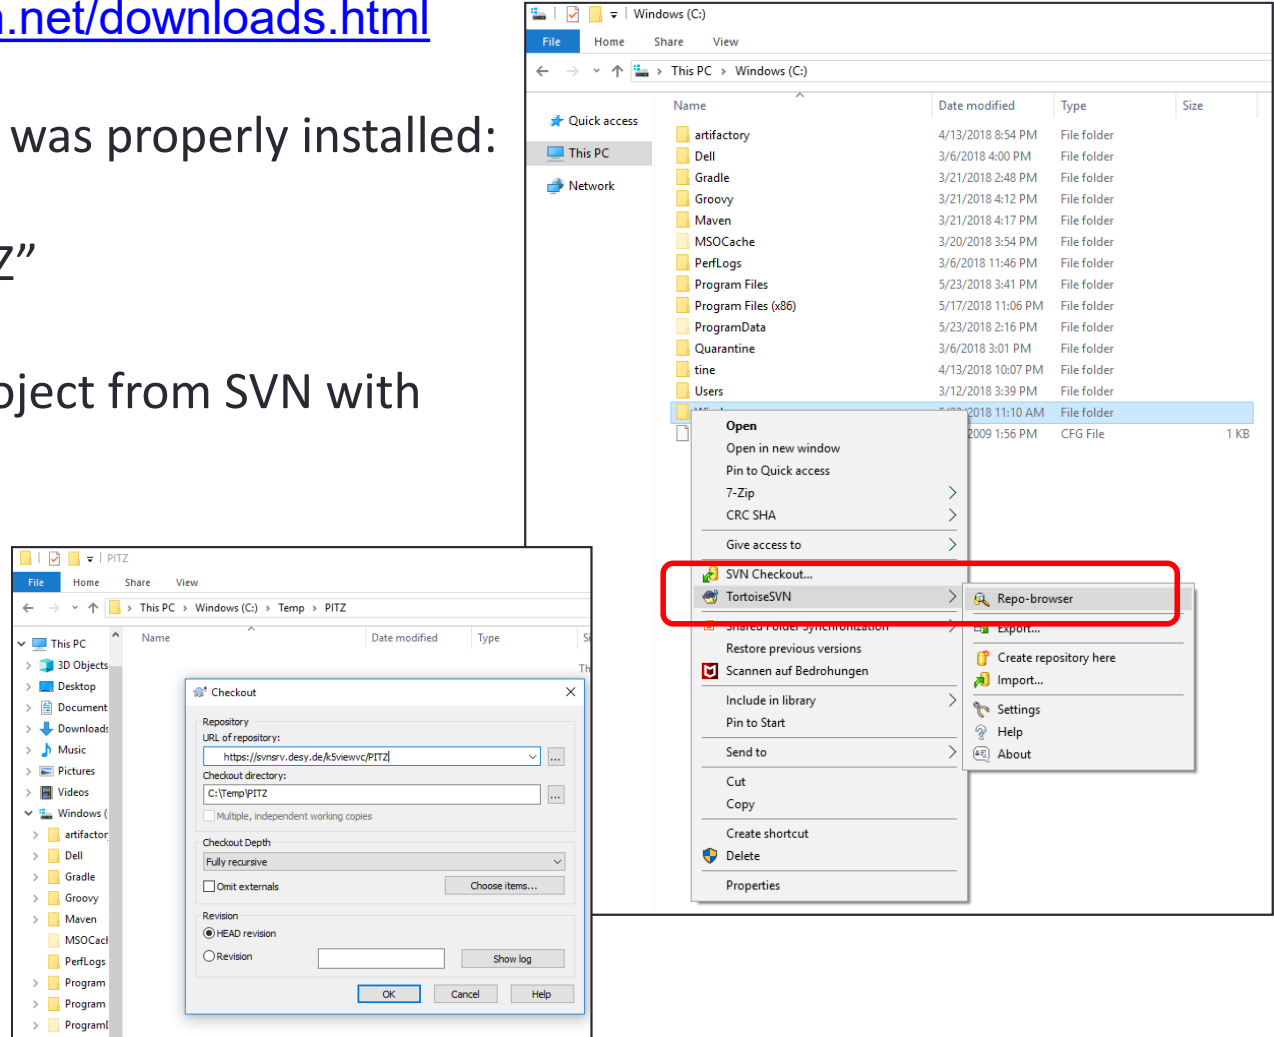 n.net/downloads.html
was properly installed:
Z”
oject from SVN with
Windows (C:)
File Home Share View
This PC > Windows (C:)
Name Date modified Type Size
Quick access
This PC
Network
artifactory 4/13/2018 8:54 PM File folder
Dell 3/6/2018 4:00 PM File folder
Gradle 3/21/2018 2:48 PM File folder
Groovy 3/21/2018 4:12 PM File folder
Maven 3/21/2018 4:17 PM File folder
MSOCache 3/20/2018 3:54 PM File folder
PerfLogs 3/6/2018 11:46 PM File folder
Program Files 5/23/2018 3:41 PM File folder
Program Files (x86) 5/17/2018 11:06 PM File folder
ProgramData 5/23/2018 2:16 PM File folder
Quarantine 3/6/2018 3:01 PM File folder
tine 4/13/2018 10:07 PM File folder
Users 3/12/2018 3:39 PM File folder
2018 11:10 AM File folder
2009 1:56 PM CFG File 1 KB
Open
Open in new window
Pin to Quick access
7-Zip
CRC SHA
Give access to
SVN Checkout...
TortoiseSVN
Shared Folder Synchronization
Restore previous versions
Scannen auf Bedrohungen
Include in library
Pin to Start
Send to
Cut
Copy
Create shortcut
Delete
Properties
Repo-browser
Export...
Create repository here
Import...
Settings
Help
About
PITZ
File Home Share View
This PC > Windows (C:) > Temp > PITZ
Name Date modified Type Si
Th
This PC
3D Objects
Desktop
Document
Downloads
Music
Pictures
Videos
Windows (
artifactor
Dell
Gradle
Groovy
Maven
MSOCach
PerfLogs
Program
Program
ProgramD
Checkout
Repository
URL of repository:
https://svnsrv.desy.de/k5viewvc/PITZ
...
Checkout directory:
C:\Temp\PITZ
...
Multiple, independent working copies
Checkout Depth
Fully recursive
Omit externals
Choose items...
Revision
HEAD revision
Revision
Show log
OK Cancel Help